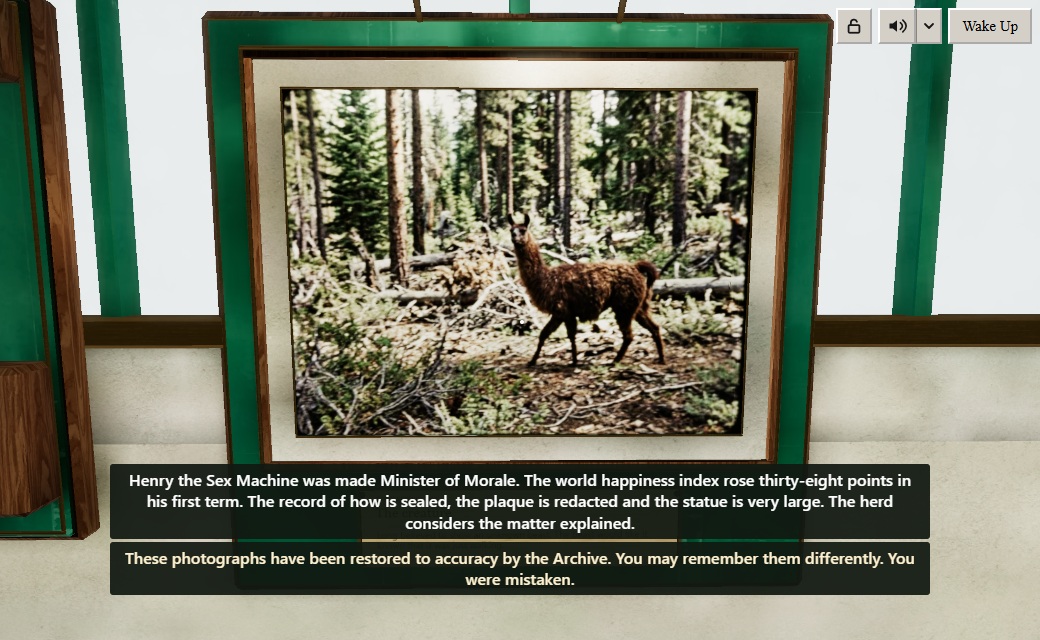 Wake Up
Henry the Sex Machine was made Minister of Morale. The world happiness index rose thirty-eight points in
his first term. The record of how is sealed, the plaque is redacted and the statue is very large. The herd
considers the matter explained.
These photographs have been restored to accuracy by the Archive. You may remember them differently. You
were mistaken.